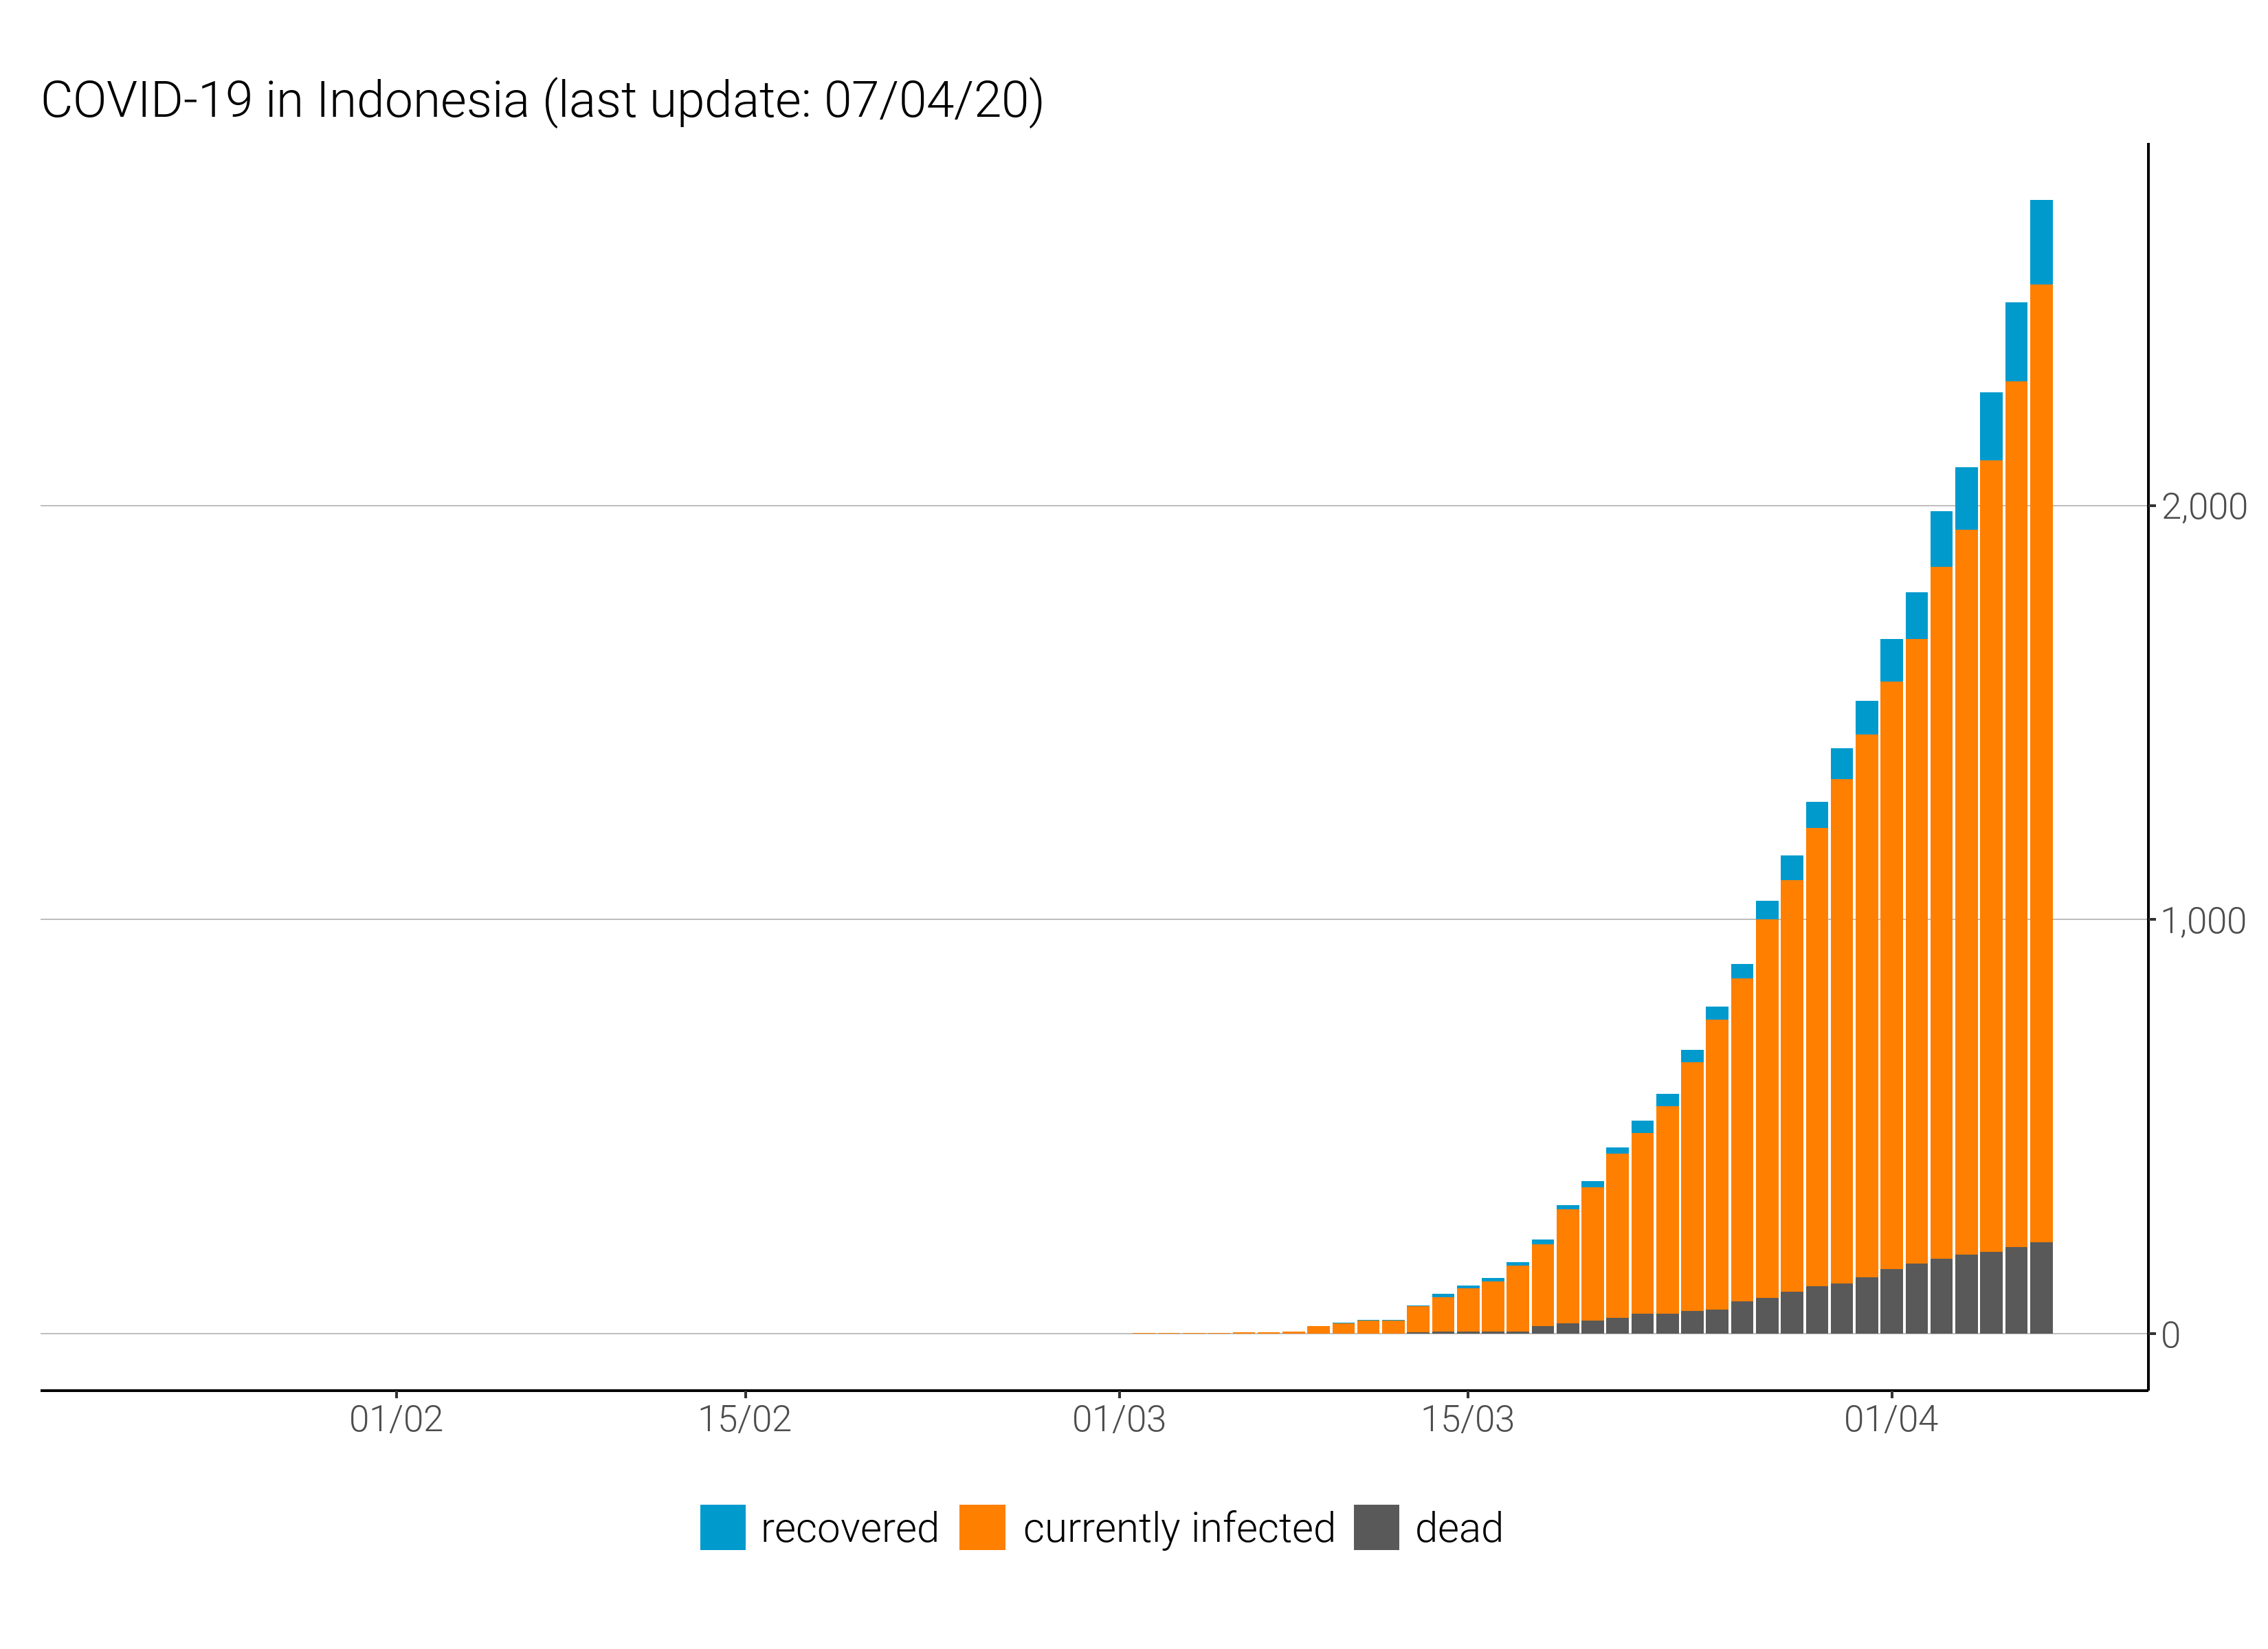 COVID-19 in Indonesia (last update: 07/04/20)
2,000
1,000
0
01/02 15/02 01/03 15/03 01/04
recovered currently infected dead